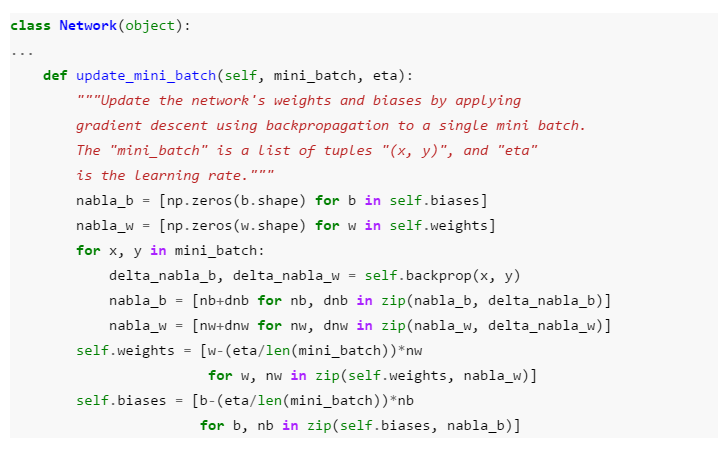 class Network(object):
...
    def update_mini_batch(self, mini_batch, eta):
        """Update the network's weights and biases by applying
        gradient descent using backpropagation to a single mini batch.
        The "mini_batch" is a list of tuples "(x, y)", and "eta"
        is the learning rate."""
        nabla_b = [np.zeros(b.shape) for b in self.biases]
        nabla_w = [np.zeros(w.shape) for w in self.weights]
        for x, y in mini_batch:
            delta_nabla_b, delta_nabla_w = self.backprop(x, y)
            nabla_b = [nb+dnb for nb, dnb in zip(nabla_b, delta_nabla_b)]
            nabla_w = [nw+dnw for nw, dnw in zip(nabla_w, delta_nabla_w)]
        self.weights = [w-(eta/len(mini_batch))*nw
                        for w, nw in zip(self.weights, nabla_w)]
        self.biases = [b-(eta/len(mini_batch))*nb
                       for b, nb in zip(self.biases, nabla_b)]